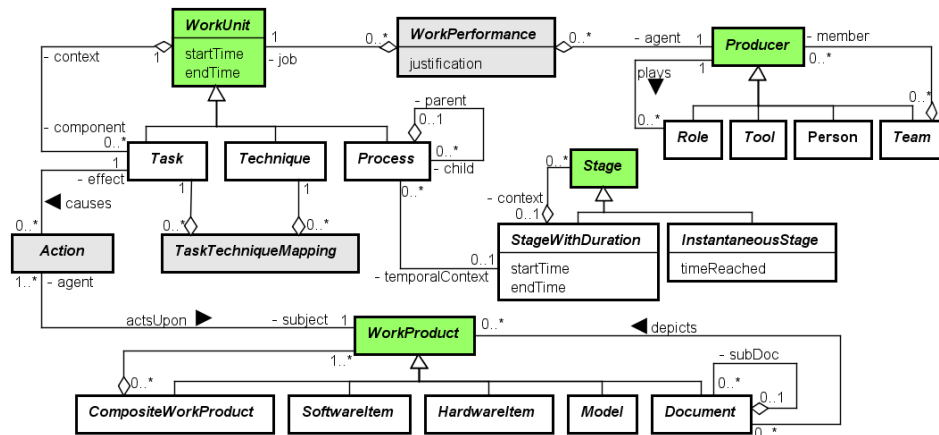 WorkUnit
startTime
endTime
- context
1
1
- job
0..*
WorkPerformance
justification
0..*
- agent
1
Producer
- member
0..*
1
plays
0..*
0..*
Role
Tool
Person
Team
- parent
0..1
0..*
- child
- component
0..*
Task
Technique
Process
1
- effect
causes
0..*
1
1
0..*
0..*
0..*
Action
TaskTechniqueMapping
0..*
Stage
- context
0..1
StageWithDuration
startTime
endTime
InstantaneousStage
timeReached
0..1
- temporalContext
1..*
- agent
actsUpon
- subject
1
WorkProduct
0..*
depicts
1..*
- subDoc
0..*
0..*
0..1
CompositeWorkProduct
SoftwareItem
HardwareItem
Model
Document
0..*